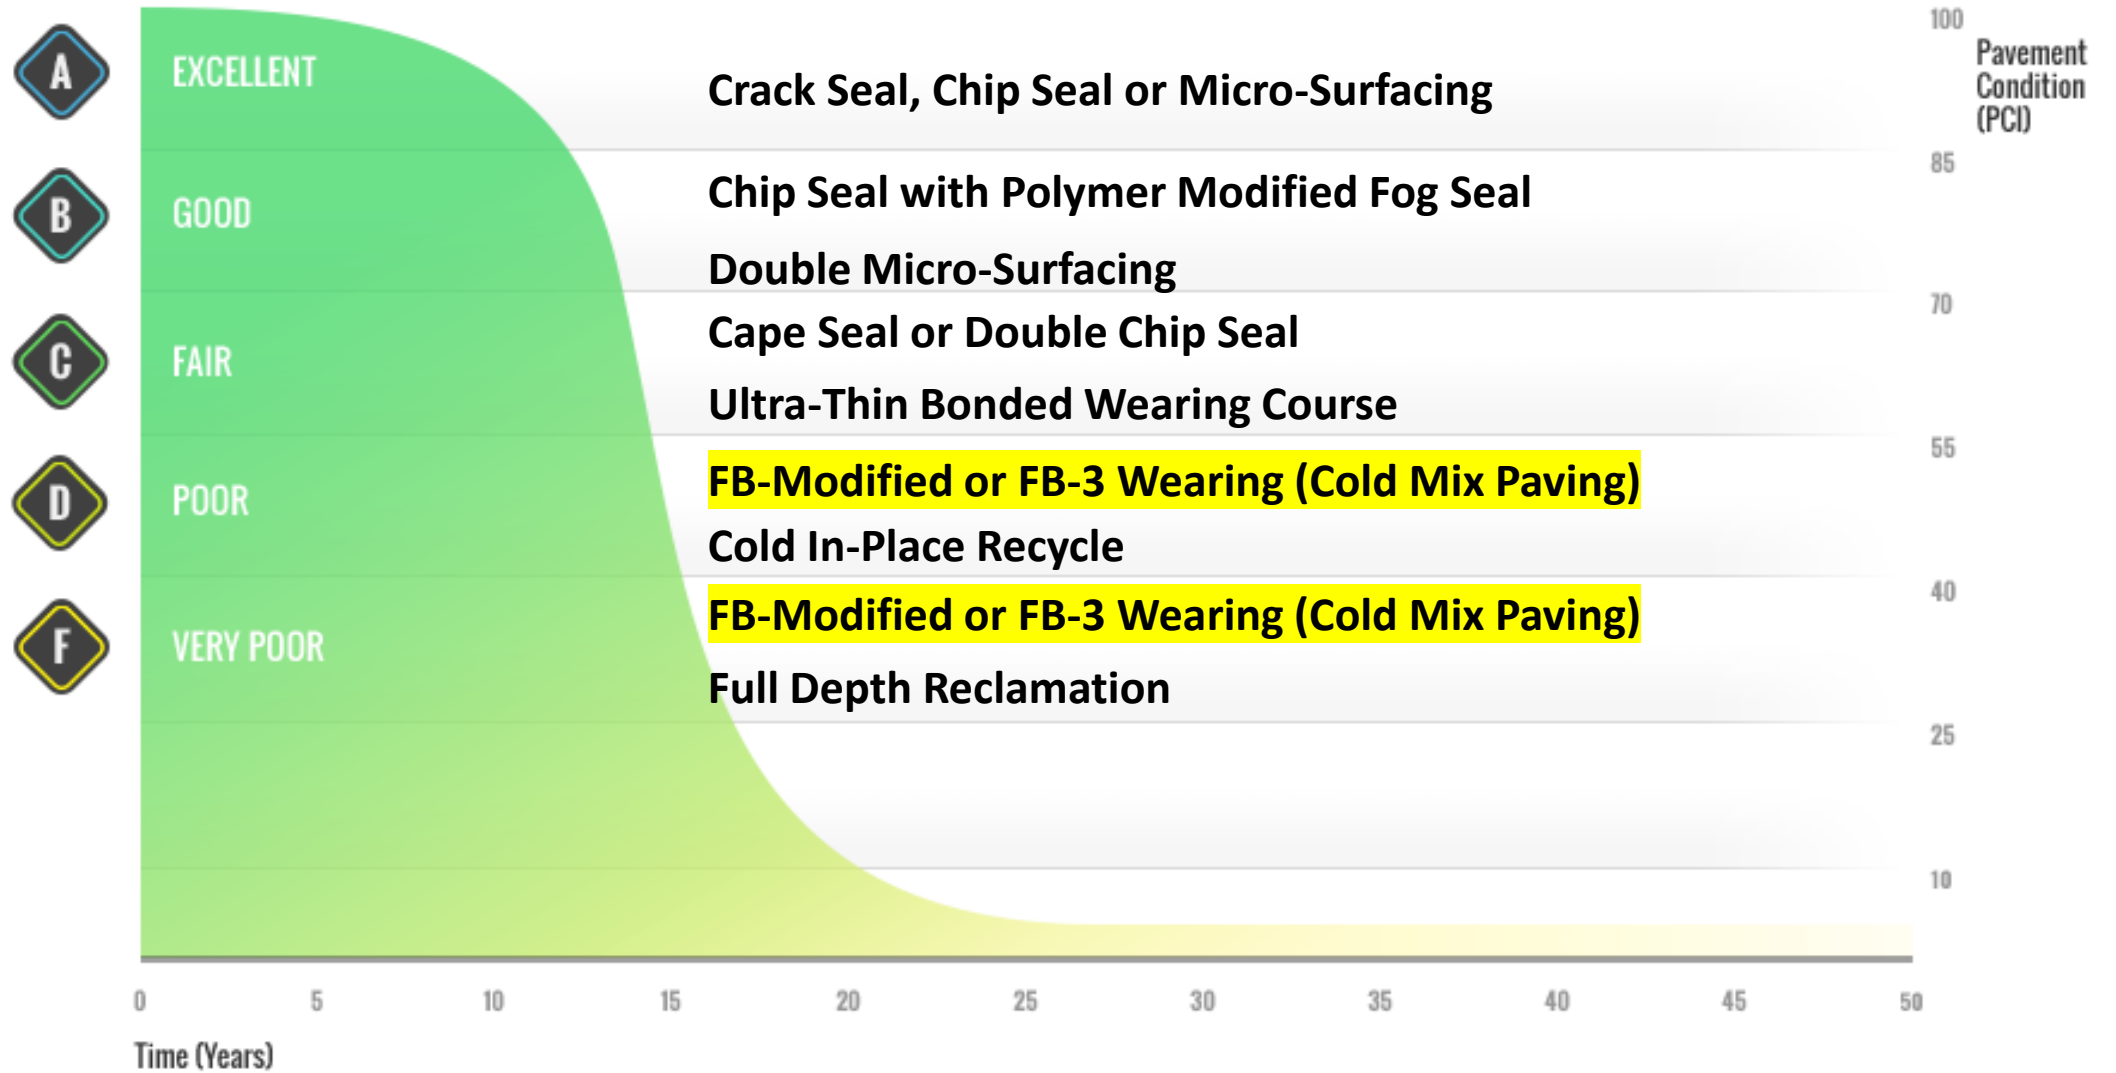 100
Pavement
Condition
(PCI)
A
EXCELLENT
Crack Seal, Chip Seal or Micro-Surfacing
85
B
GOOD
Chip Seal with Polymer Modified Fog Seal
Double Micro-Surfacing
70
C
FAIR
Cape Seal or Double Chip Seal
Ultra-Thin Bonded Wearing Course
55
D
POOR
FB-Modified or FB-3 Wearing (Cold Mix Paving)
Cold In-Place Recycle
40
F
VERY POOR
FB-Modified or FB-3 Wearing (Cold Mix Paving)
Full Depth Reclamation
25
10
0 5 10 15 20 25 30 35 40 45 50
Time (Years)